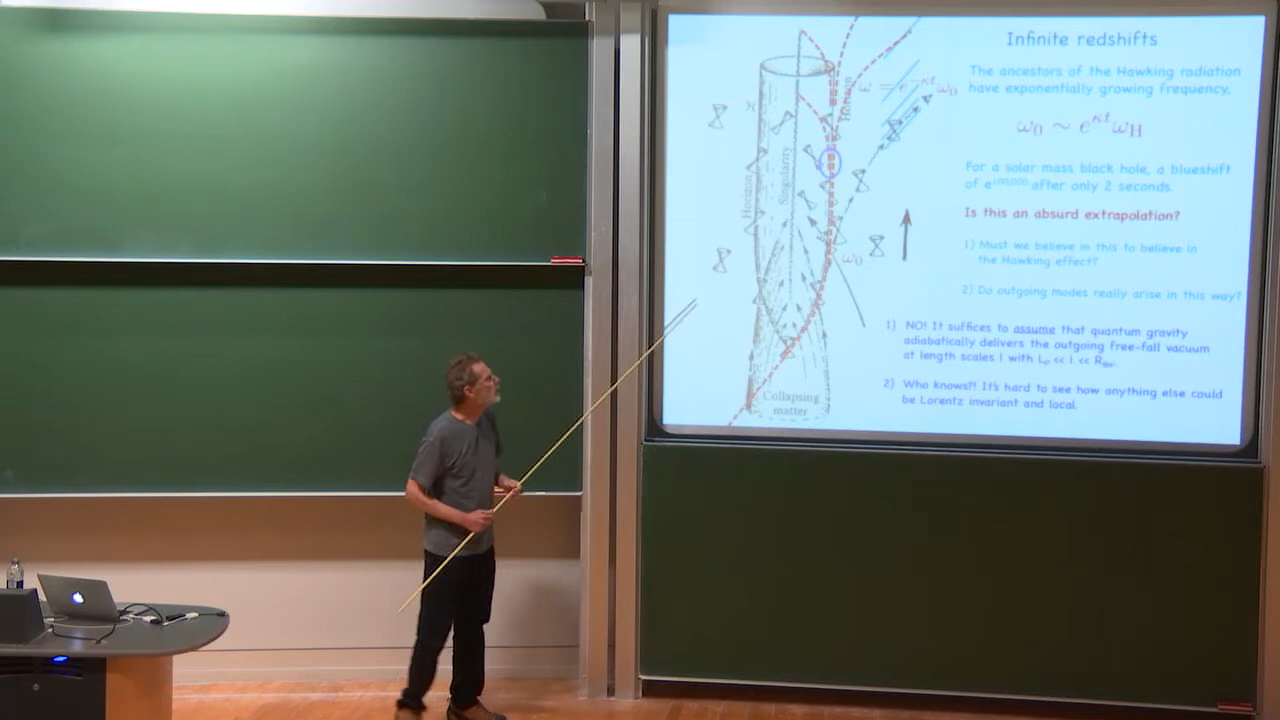 Infinite redshifts
The ancestors of the Hawking radiation
have exponentially growing frequency.
ω₀ ~ e^κt ω_H
For a solar mass black hole, a blueshift
of e^100,000 after only 2 seconds.
Is this an absurd extrapolation?
1) Must we believe in this to believe in
the Hawking effect?
2) Do outgoing modes really arise in this way?
1) NO! It suffices to assume that quantum gravity
adiabatically delivers the outgoing free-fall vacuum
at length scales l with Lₚ << l <<
2) Who knows?! It's hard to see how anything else could
be Lorentz invariant and local.
ω = e^-κt ω₀
Horizon
Singularity
Horizon
ω₀
Collapsing
matter